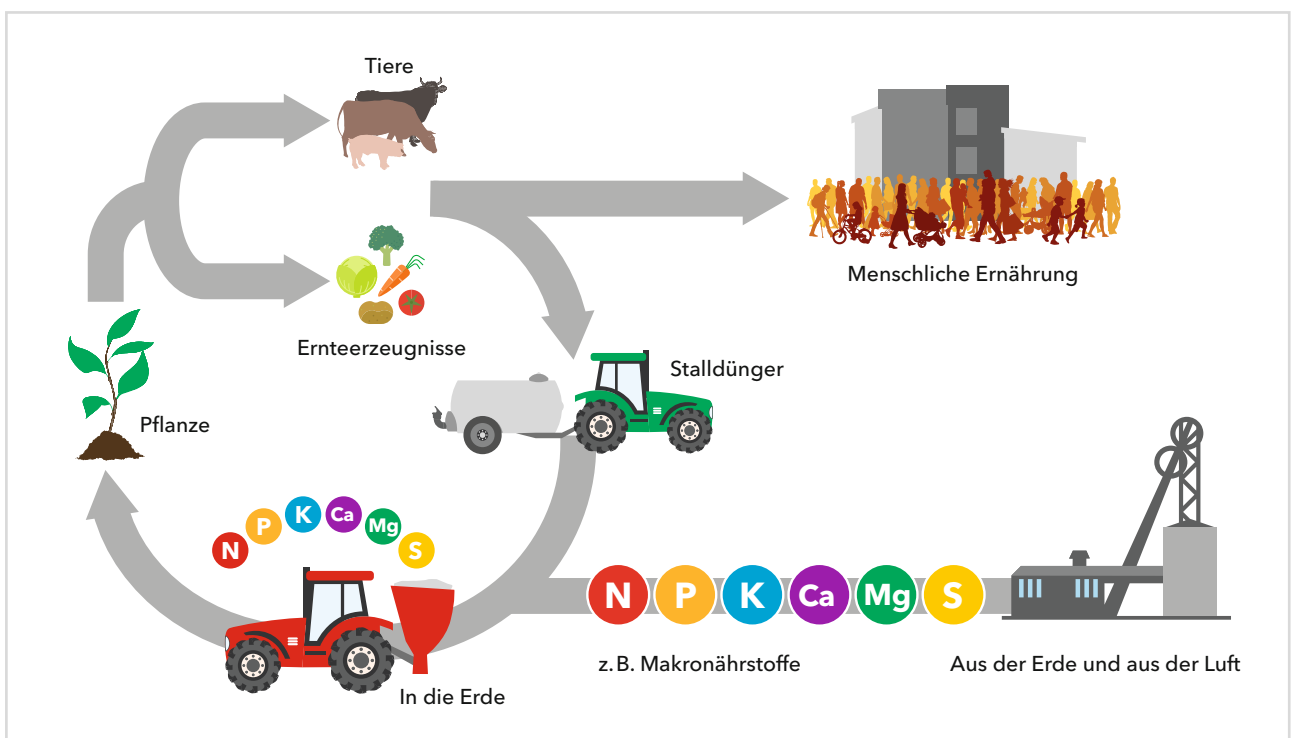 Tiere
Menschliche Ernährung
Ernteerzeugnisse
Stalldünger
Pflanze
N P K Ca Mg S
N P K Ca Mg S
z. B. Makronährstoffe
Aus der Erde und aus der Luft
In die Erde